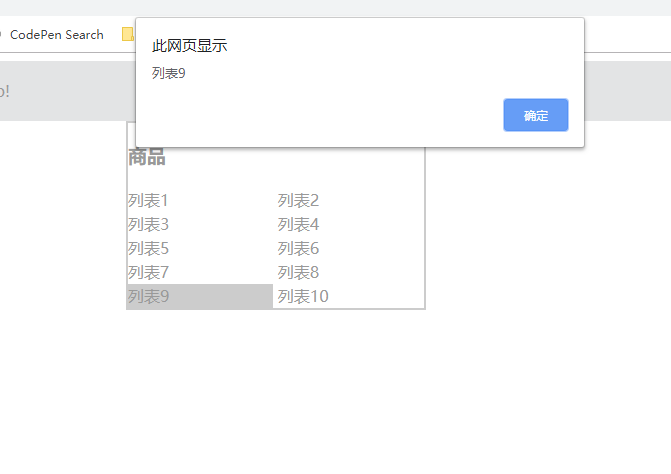 CodePen Search
此网页显示
列表9
确定
o!
商品
列表1 列表2
列表3 列表4
列表5 列表6
列表7 列表8
列表9 列表10